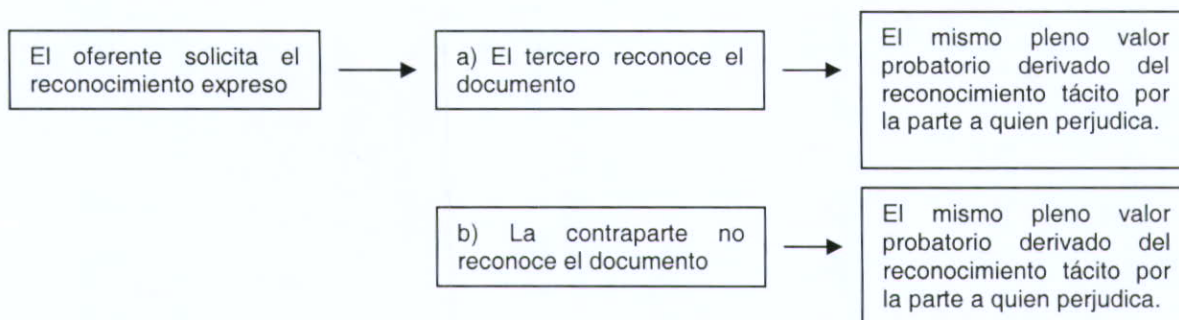 El oferente solicita el
reconocimiento expreso
a) El tercero reconoce el
documento
El mismo pleno valor
probatorio derivado del
reconocimiento tácito por
la parte a quien perjudica.
b) La contraparte no
reconoce el documento
El mismo pleno valor
probatorio derivado del
reconocimiento tácito por
la parte a quien perjudica.